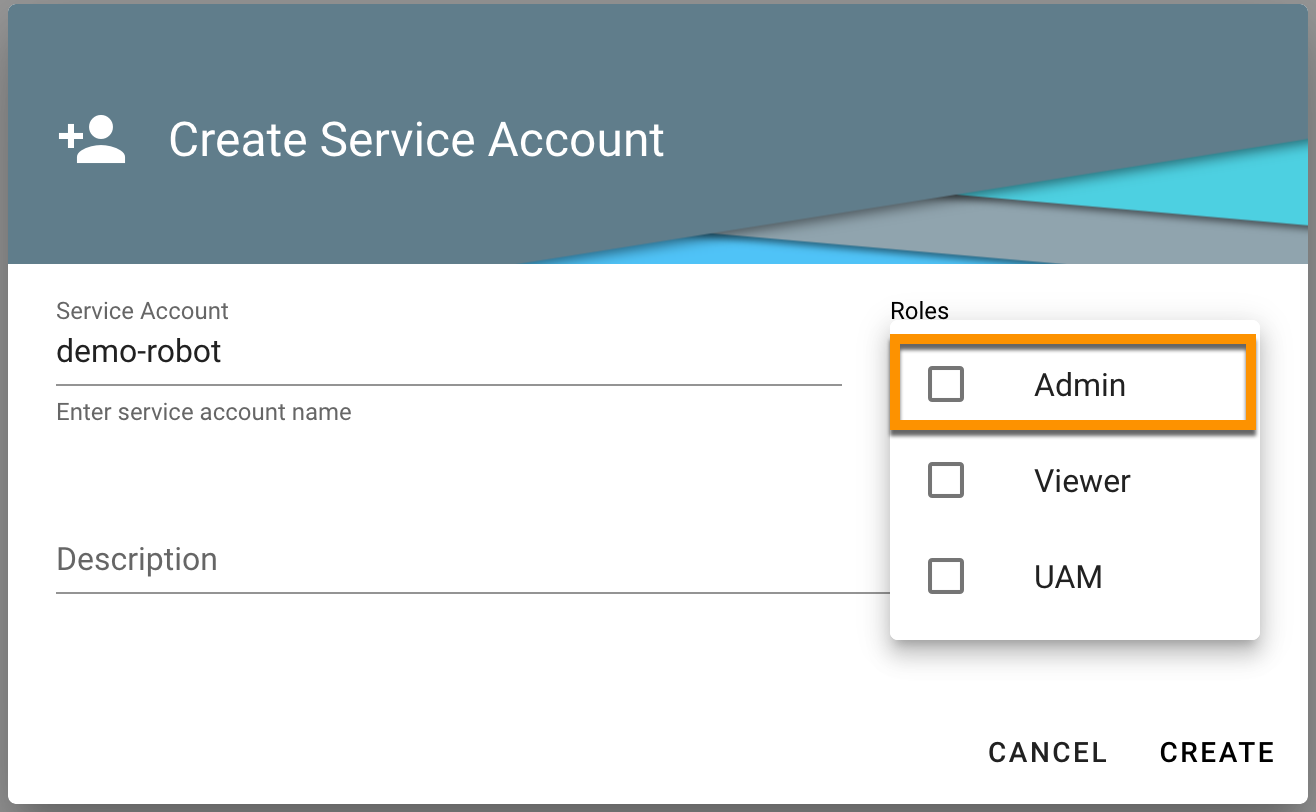 Create Service Account
Service Account
demo-robot
Enter service account name
Description
Roles
Admin
Viewer
UAM
CANCEL
CREATE